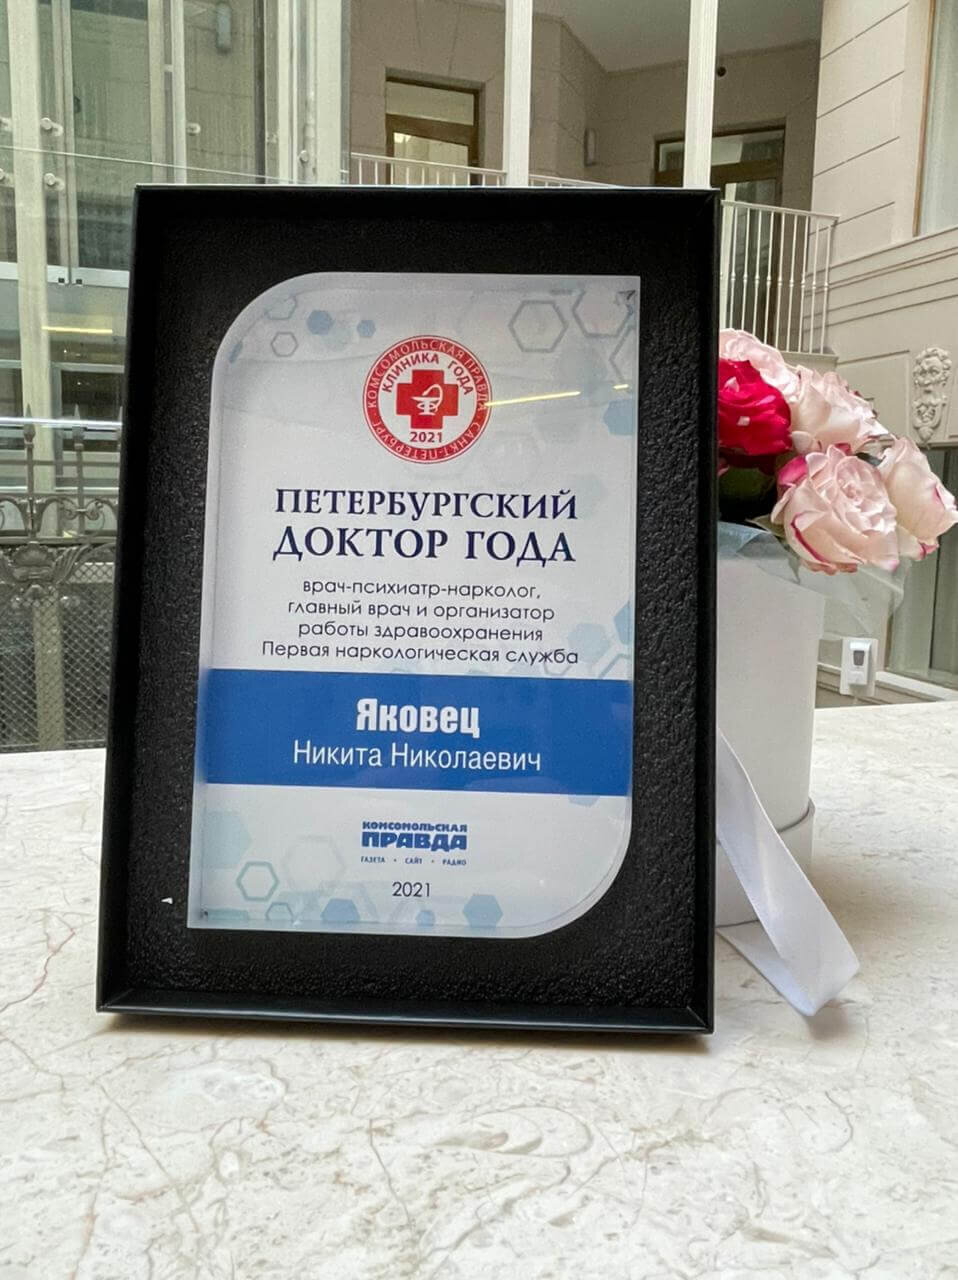 КОМСОМОЛЬСКАЯ ПРАВДА · САНКТ-ПЕТЕРБУРГ
КЛИНИКА ГОДА
2021
ПЕТЕРБУРГСКИЙ
ДОКТОР ГОДА
врач-психиатр-нарколог,
главный врач и организатор
работы здравоохранения
Первая наркологическая служба
Яковец
Никита Николаевич
КОМСОМОЛЬСКАЯ
ПРАВДА
ГАЗЕТА · САЙТ · РАДИО
2021